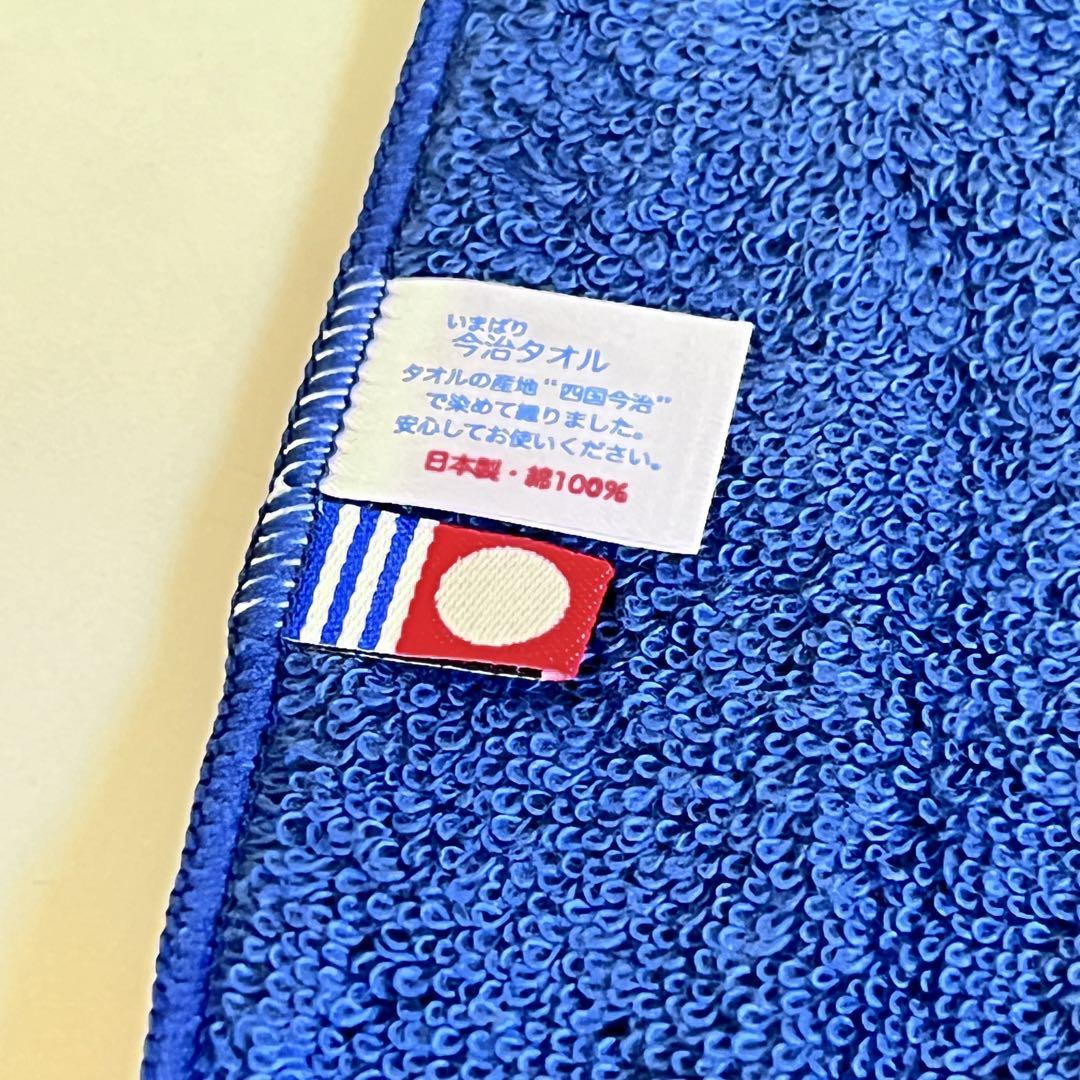 いまばり
今治タオル
タオルの産地“四国今治”
で染めて織りました。
安心してお使いください。
日本製・綿100%